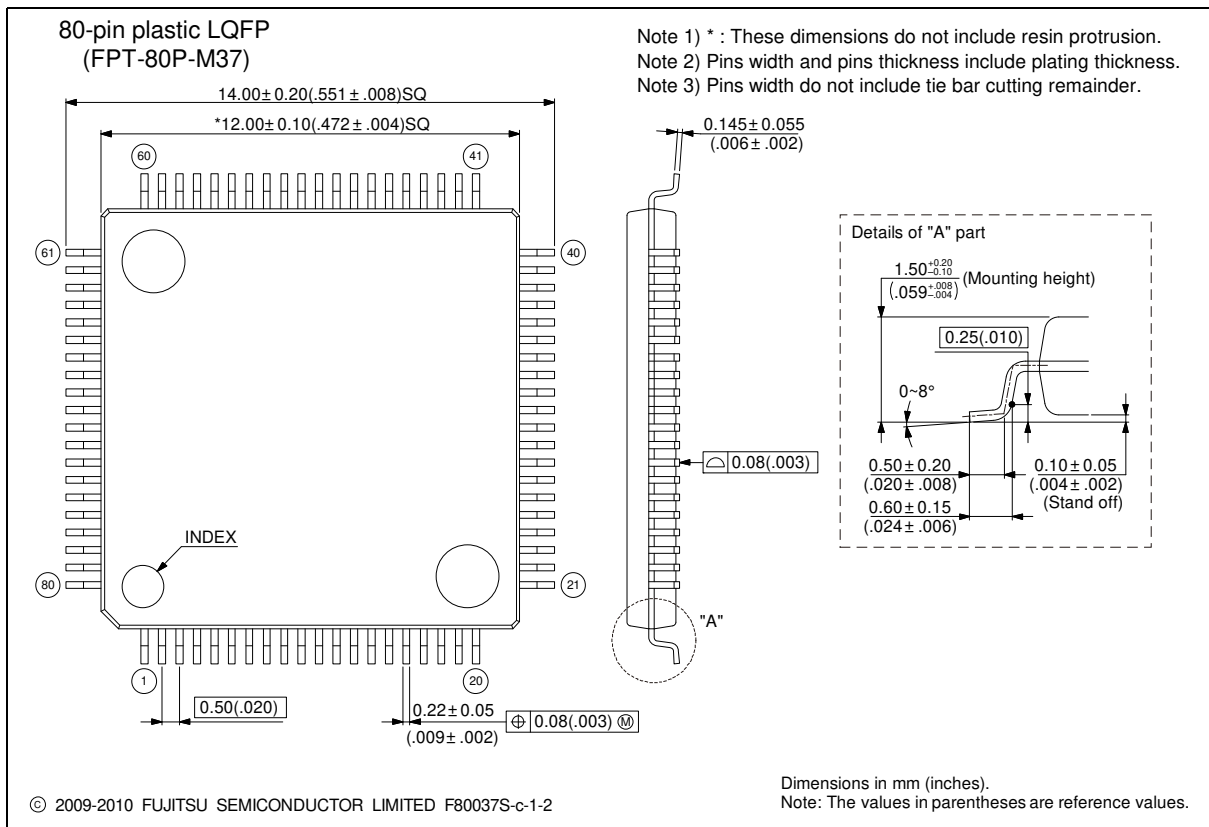 80-pin plastic LQFP
(FPT-80P-M37)
Note 1) * : These dimensions do not include resin protrusion.
Note 2) Pins width and pins thickness include plating thickness.
Note 3) Pins width do not include tie bar cutting remainder.
14.00±0.20(.551±.008)SQ
*12.00±0.10(.472±.004)SQ
0.145±0.055
(.006±.002)
60
41
61
40
Details of "A" part
1.50 +0.20 −0.10
(.059 +.008 −.004)
(Mounting height)
0.25(.010)
0~8°
0.50±0.20
(.020±.008)
0.60±0.15
(.024±.006)
0.10±0.05
(.004±.002)
(Stand off)
⌓ 0.08(.003)
INDEX
80
21
"A"
1
20
0.50(.020)
0.22±0.05
(.009±.002)
⌖ 0.08(.003) Ⓜ
© 2009-2010 FUJITSU SEMICONDUCTOR LIMITED F80037S-c-1-2
Dimensions in mm (inches).
Note: The values in parentheses are reference values.